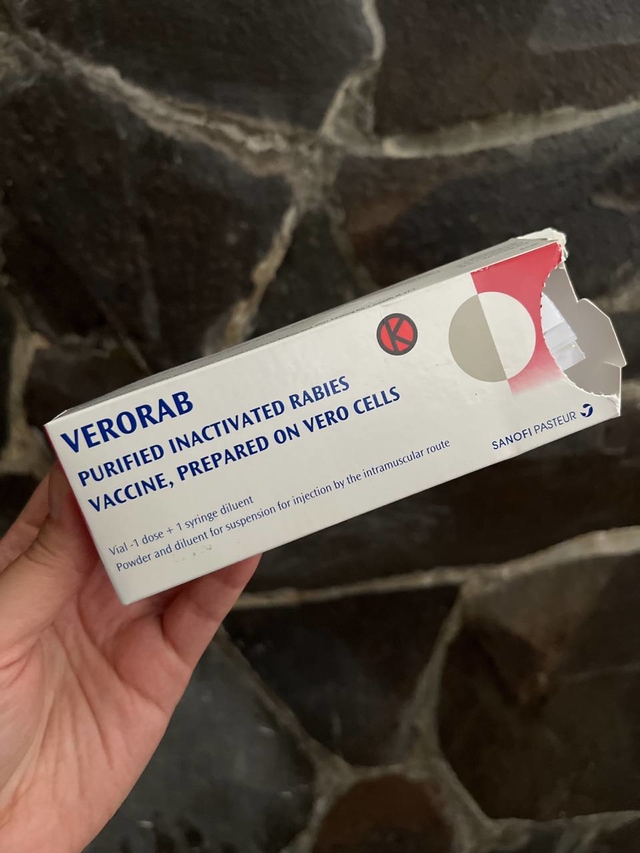 VERORAB
PURIFIED INACTIVATED RABIES
VACCINE, PREPARED ON VERO CELLS
K
Vial -1 dose + 1 syringe diluent
Powder and diluent for suspension for injection by the intramuscular route
SANOFI PASTEUR